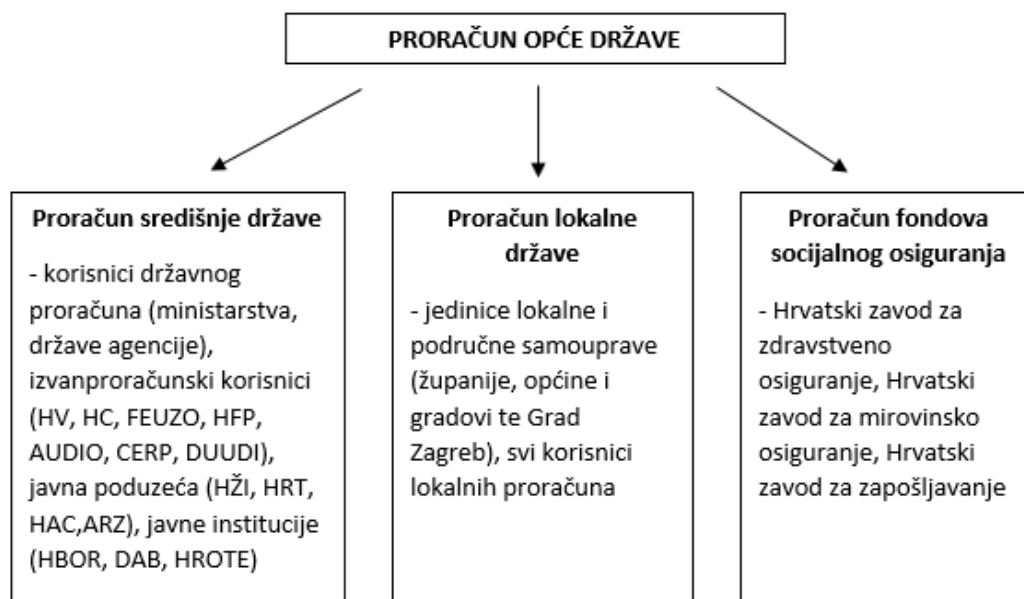 PRORAČUN OPĆE DRŽAVE
Proračun središnje države
- korisnici državnog
proračuna (ministarstva,
države agencije),
izvanproračunski korisnici
(HV, HC, FEUZO, HFP,
AUDIO, CERP, DUUDI),
javna poduzeća (HŽI, HRT,
HAC,ARZ), javne institucije
(HBOR, DAB, HROTE)
Proračun lokalne
države
- jedinice lokalne i
područne samouprave
(županije, općine i
gradovi te Grad
Zagreb), svi korisnici
lokalnih proračuna
Proračun fondova
socijalnog osiguranja
- Hrvatski zavod za
zdravstveno
osiguranje, Hrvatski
zavod za mirovinsko
osiguranje, Hrvatski
zavod za zapošljavanje